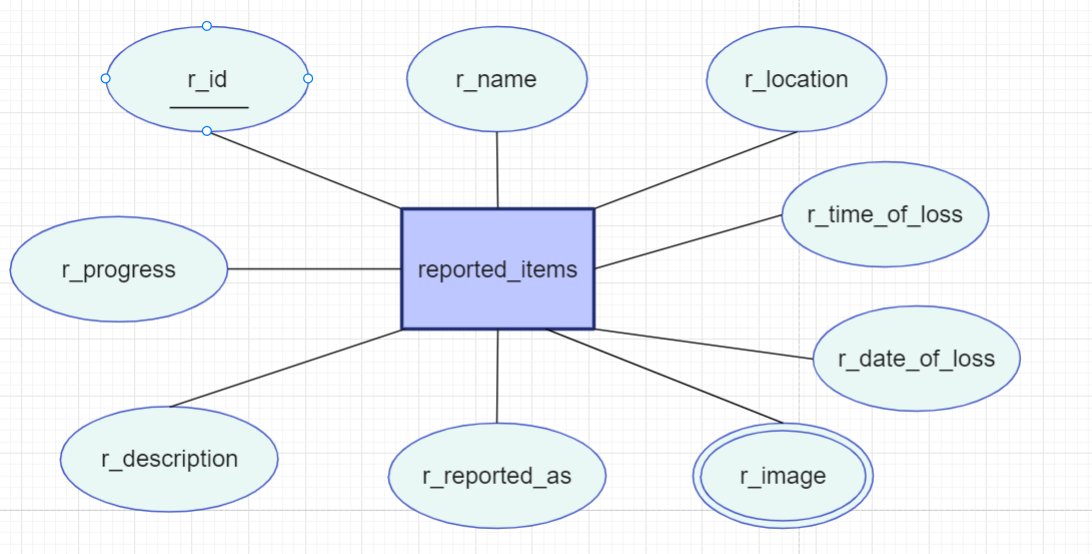 r_id
r_name
r_location
r_time_of_loss
r_progress
reported_items
r_date_of_loss
r_description
r_reported_as
r_image